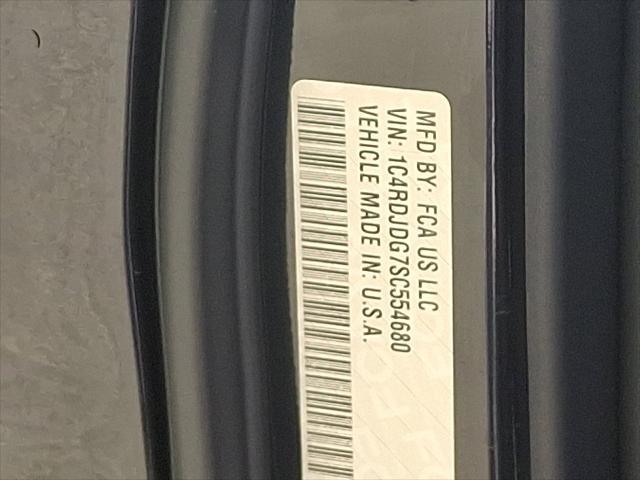 MFD BY: FCA US LLC
VIN: 1C4RDJDG7SC554680
VEHICLE MADE IN: U.S.A.